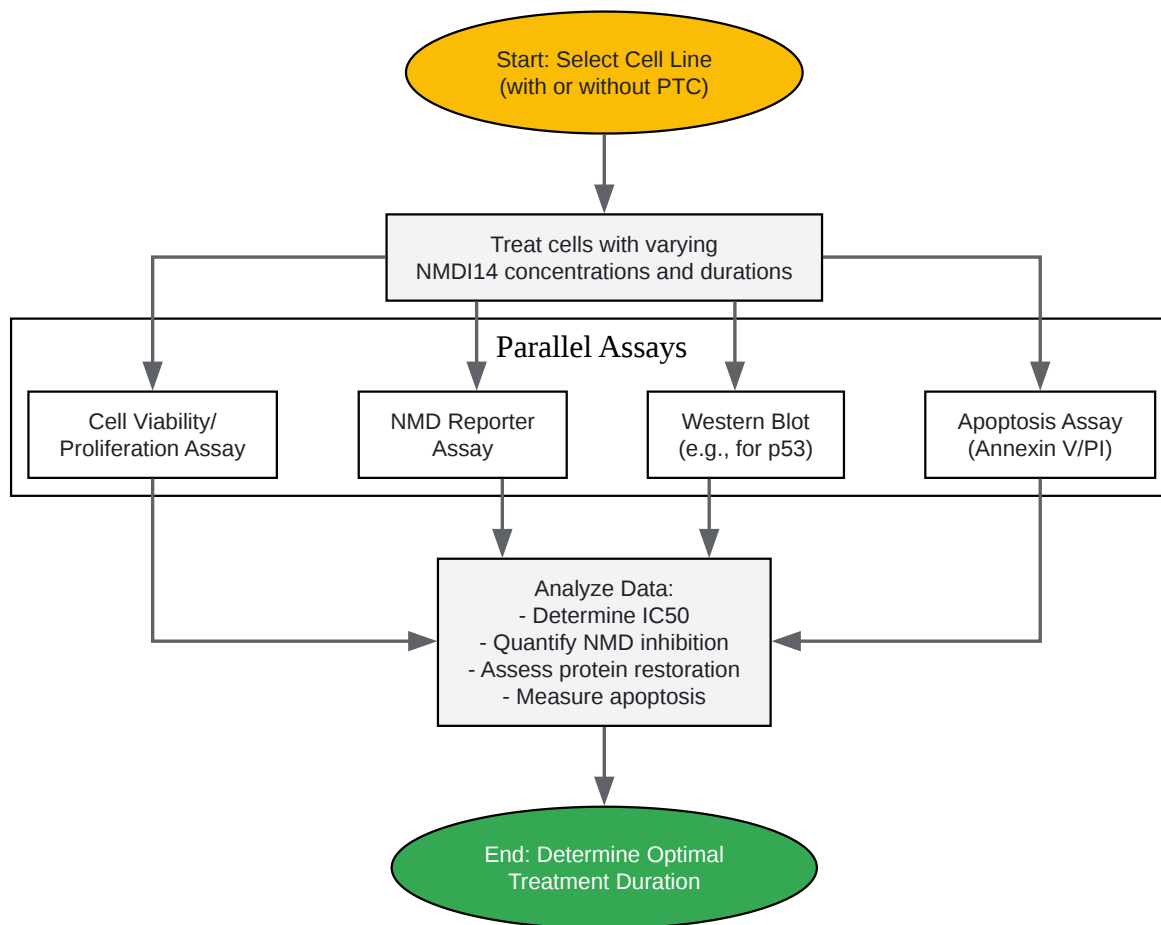 Start: Select Cell Line
(with or without PTC)
Treat cells with varying
NMDI14 concentrations and durations
Parallel Assays
Cell Viability/
Proliferation Assay
NMD Reporter
Assay
Western Blot
(e.g., for p53)
Apoptosis Assay
(Annexin V/PI)
Analyze Data:
- Determine IC50
- Quantify NMD inhibition
- Assess protein restoration
- Measure apoptosis
End: Determine Optimal
Treatment Duration